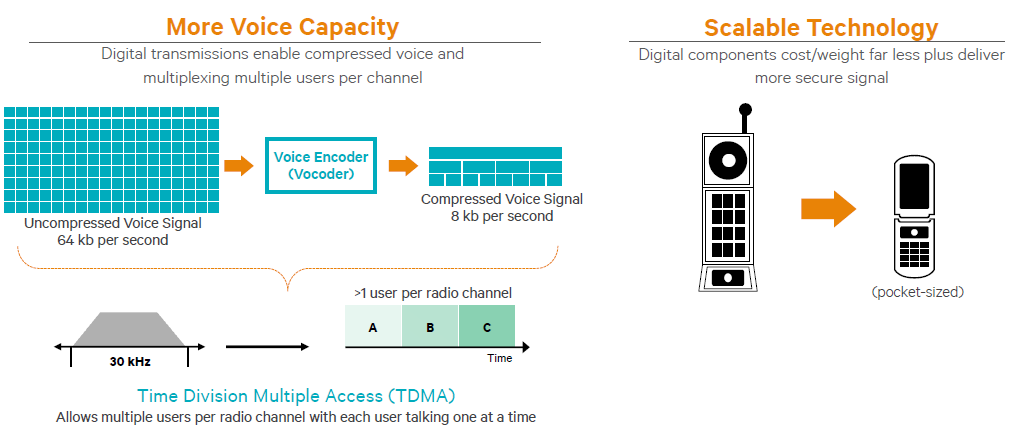 More Voice Capacity
Digital transmissions enable compressed voice and
multiplexing multiple users per channel
Voice Encoder
(Vocoder)
Uncompressed Voice Signal
64 kb per second
Compressed Voice Signal
8 kb per second
>1 user per radio channel
A
B
C
30 kHz
Time
Time Division Multiple Access (TDMA)
Allows multiple users per radio channel with each user talking one at a time
Scalable Technology
Digital components cost/weight far less plus deliver
more secure signal
(pocket-sized)